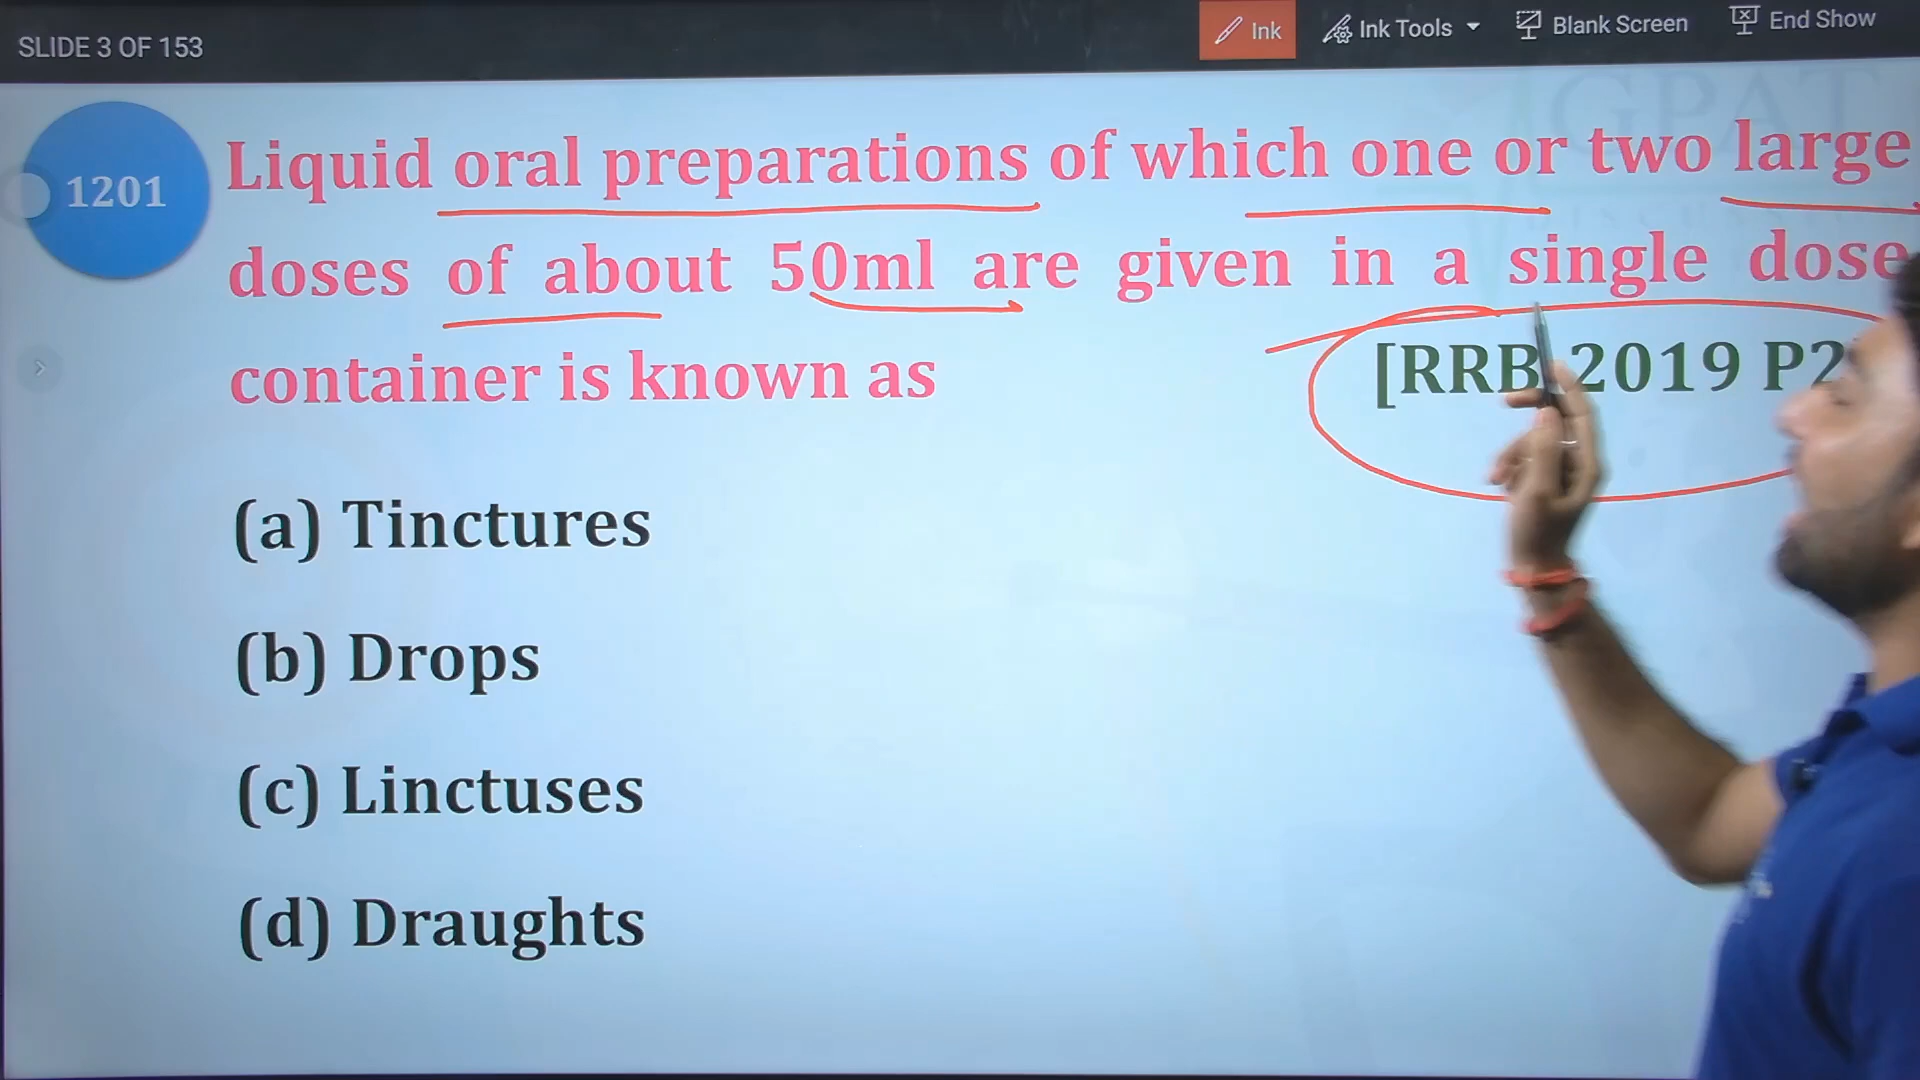 SLIDE 3 OF 153
Ink
Ink Tools
Blank Screen
End Show
GPAT
1201
Liquid oral preparations of which one or two large
doses of about 50ml are given in a single dose
container is known as
[RRB 2019 P2
(a) Tinctures
(b) Drops
(c) Linctuses
(d) Draughts